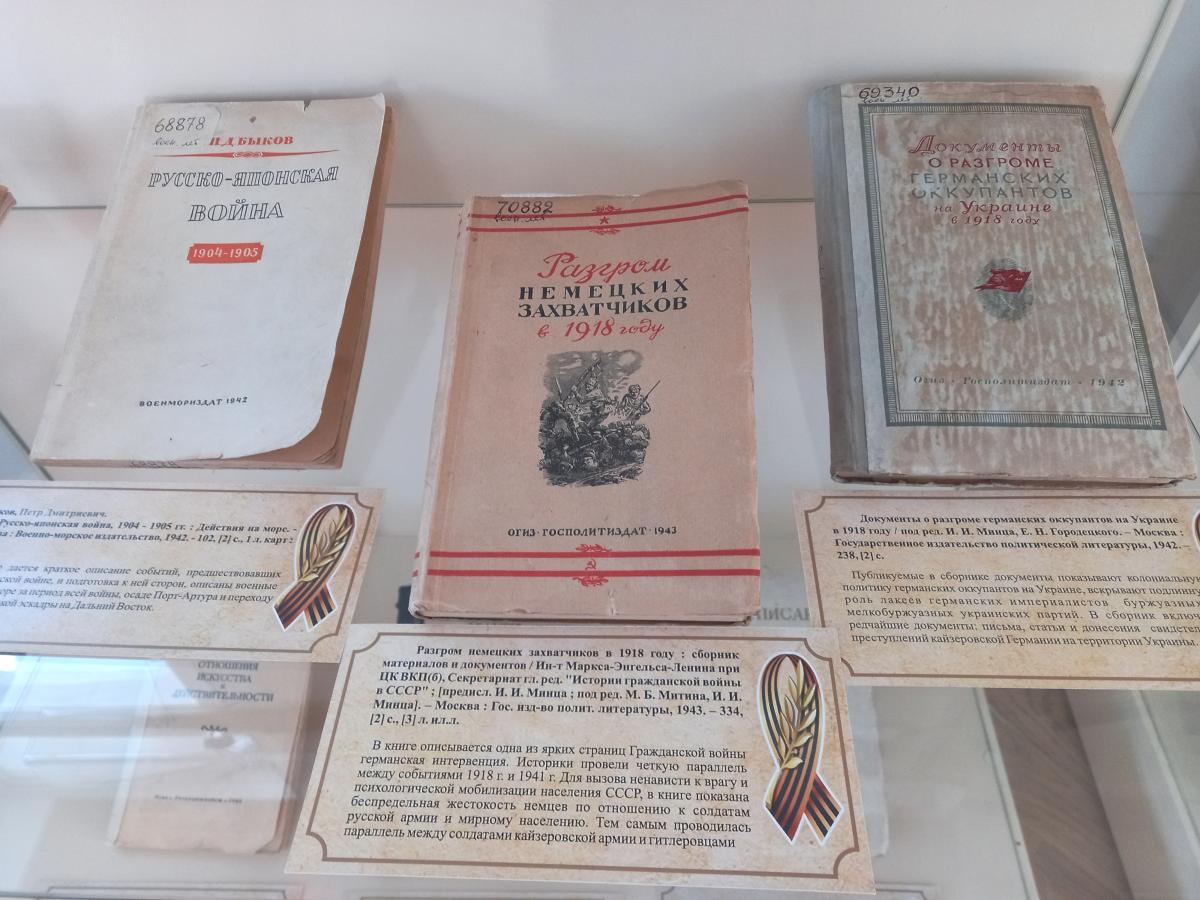 68878
воен. лит
П. Д. БЫКОВ
РУССКО-ЯПОНСКАЯ
ВОЙНА
1904-1905
ВОЕНМОРИЗДАТ 1942
70882
воен. лит
Разгром
НЕМЕЦКИХ
ЗАХВАТЧИКОВ
в 1918 году
ОГИЗ · ГОСПОЛИТИЗДАТ · 1943
69340
воен. лит
Документы
О РАЗГРОМЕ
ГЕРМАНСКИХ
ОККУПАНТОВ
на Украине
в 1918 году
Огиз • Госполитиздат • 1942
Петр Дмитриевич.
Русско-японская война, 1904 - 1905 гг. : Действия на море. -
: Военно-морское издательство, 1942. - 102, [2] с., 1 л. карт :
дается краткое описание событий, предшествовавших
войне, и подготовка к ней сторон, описаны военные
за период всей войны, осаде Порт-Артура и переходу
эскадры на Дальний Восток.
Разгром немецких захватчиков в 1918 году : сборник
материалов и документов / Ин-т Маркса-Энгельса-Ленина при
ЦК ВКП(б), Секретариат гл. ред. "Истории гражданской войны
в СССР" ; [предисл. И. И. Минца ; под ред. М. Б. Митина, И. И.
Минца]. – Москва : Гос. изд-во полит. литературы, 1943. – 334,
[2] с., [3] л. ил.л.
В книге описывается одна из ярких страниц Гражданской войны
германская интервенция. Историки провели четкую параллель
между событиями 1918 г. и 1941 г. Для вызова ненависти к врагу и
психологической мобилизации населения СССР, в книге показана
беспредельная жестокость немцев по отношению к солдатам
русской армии и мирному населению. Тем самым проводилась
параллель между солдатами кайзеровской армии и гитлеровцами
Документы о разгроме германских оккупантов на Украине
в 1918 году / под ред. И. И. Минца, Е. Н. Городецкого. – Москва :
Государственное издательство политической литературы, 1942. –
238, [2] с.
Публикуемые в сборнике документы показывают
политику германских оккупантов на Украине, вскрывают
роль лакеев германских империалистов
мелкобуржуазных украинских партий. В сборник
редчайшие документы: письма, статьи и донесения
преступлений кайзеровской Германии на территории Украины.
ОТНОШЕНИЯ
ИСКУССТВА
К
ДЕЙСТВИТЕЛЬНОСТИ